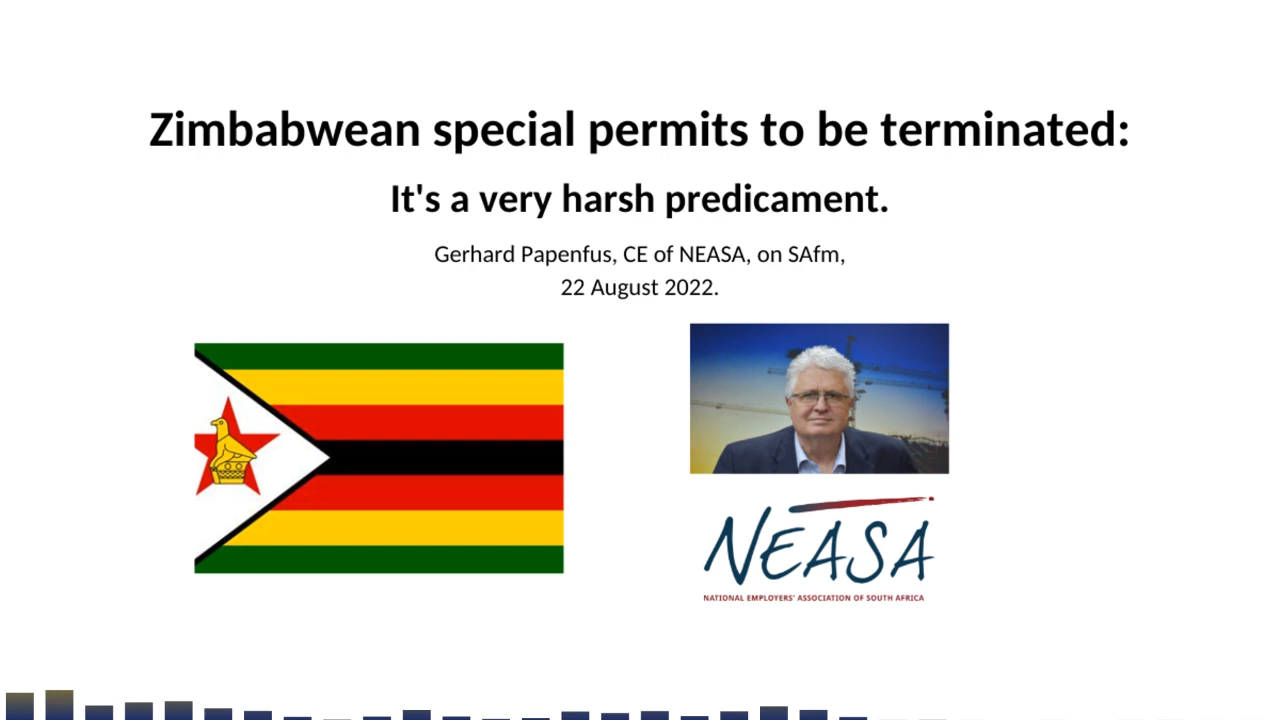 Zimbabwean special permits to be terminated:
It's a very harsh predicament.
Gerhard Papenfus, CE of NEASA, on SAfm,
22 August 2022.
NEASA
NATIONAL EMPLOYERS' ASSOCIATION OF SOUTH AFRICA